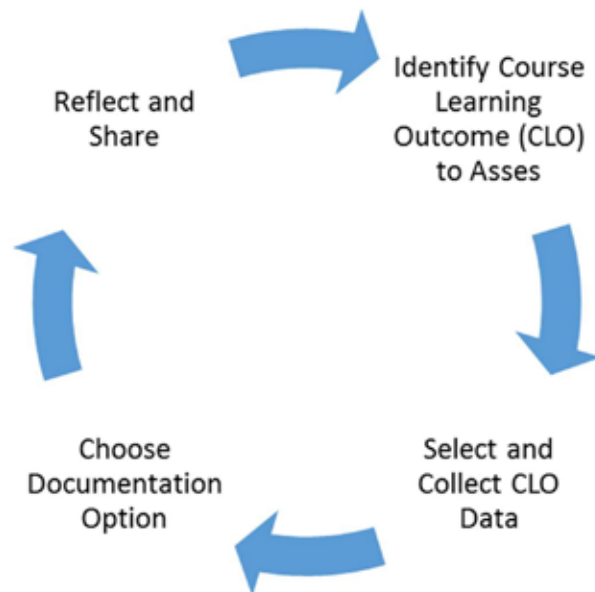 Reflect and
Share
Identify Course
Learning
Outcome (CLO)
to Asses
Select and
Collect CLO
Data
Choose
Documentation
Option